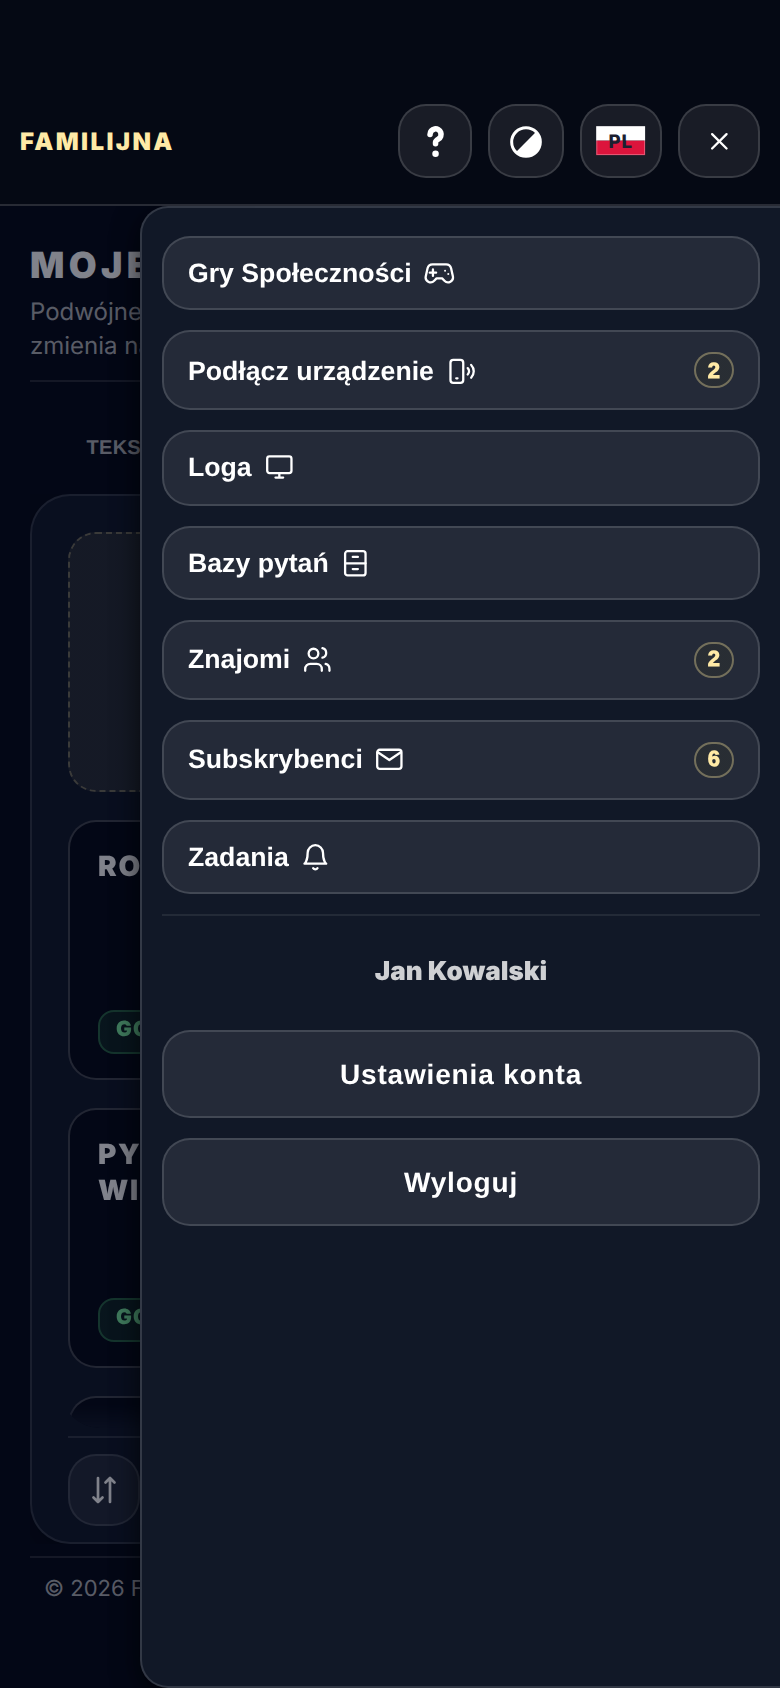 FAMILIJNA
PL
MOJE
Podwójne
zmienia
TEKS
Gry Społeczności
Podłącz urządzenie 2
Loga
Bazy pytań
Znajomi 2
Subskrybenci 6
Zadania
RO
Jan Kowalski
GO
Ustawienia konta
PY
WI
Wyloguj
GO
© 2026 F